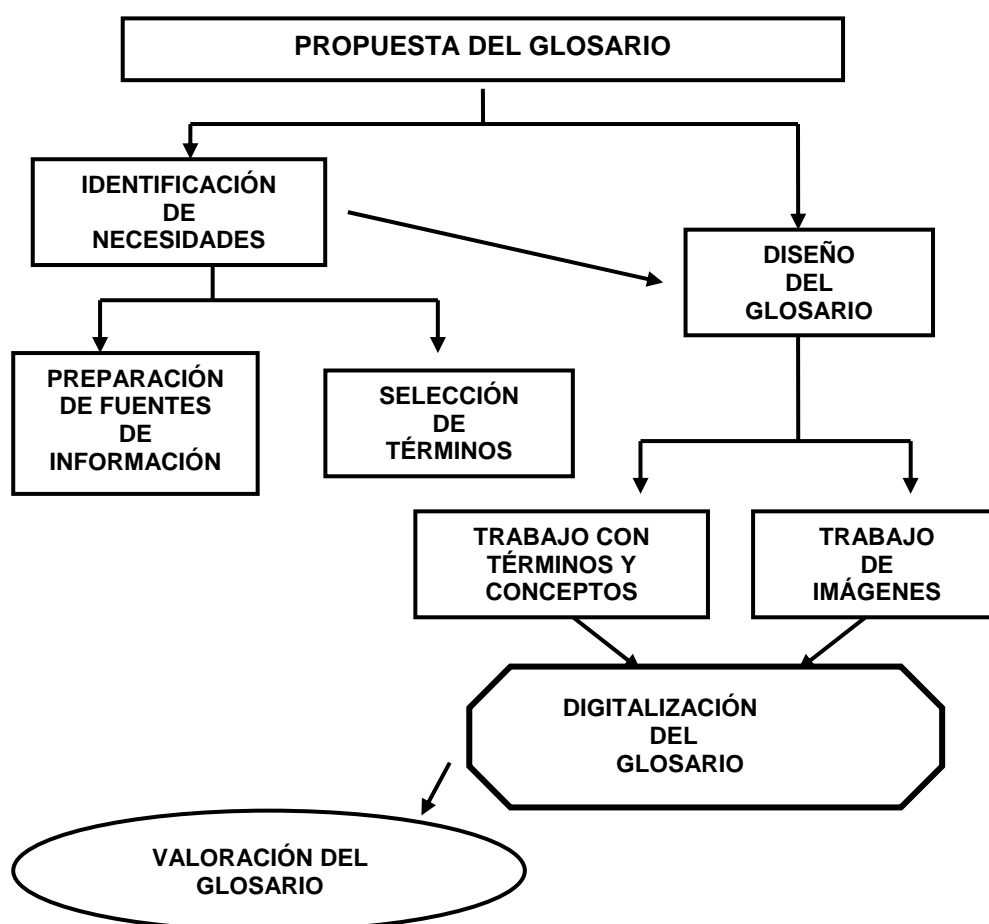 PROPUESTA DEL GLOSARIO
IDENTIFICACIÓN
DE
NECESIDADES
DISEÑO
DEL
GLOSARIO
PREPARACIÓN
DE FUENTES
DE
INFORMACIÓN
SELECCIÓN
DE
TÉRMINOS
TRABAJO CON
TÉRMINOS Y
CONCEPTOS
TRABAJO
DE
IMÁGENES
DIGITALIZACIÓN
DEL
GLOSARIO
VALORACIÓN DEL
GLOSARIO